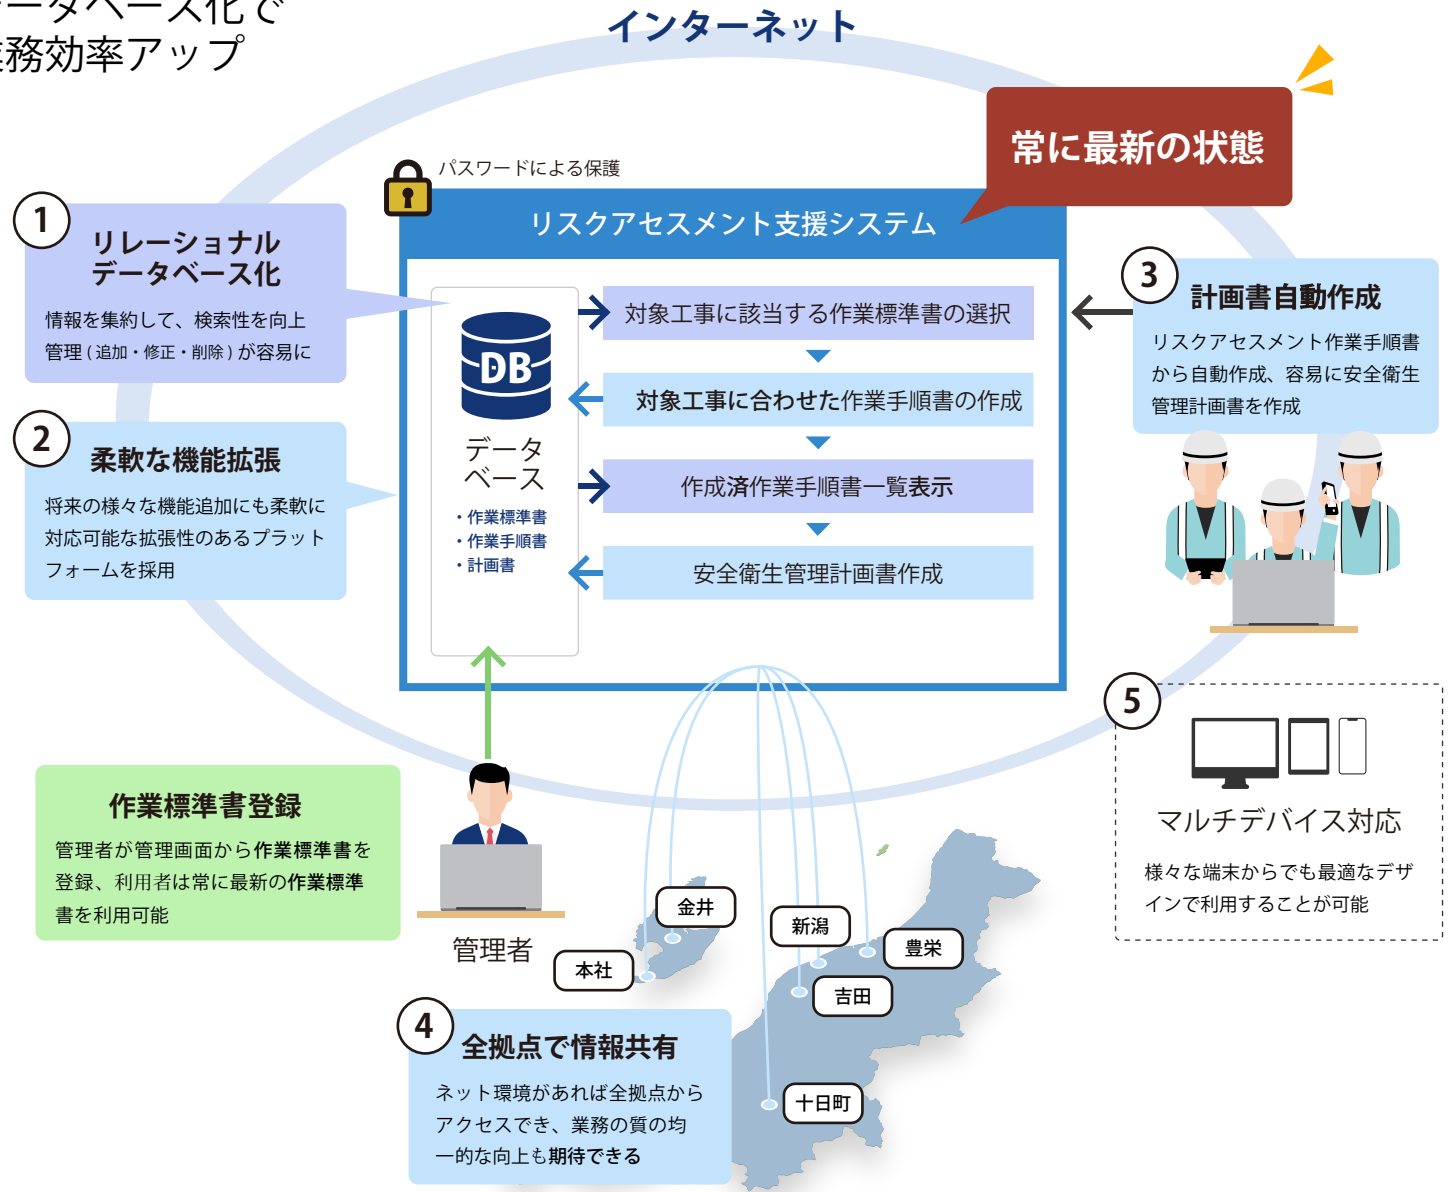 データベース化で
業務効率アップ
インターネット
常に最新の状態
パスワードによる保護
リスクアセスメント支援システム
1
リレーショナル
データベース化
情報を集約して、検索性を向上
管理(追加・修正・削除)が容易に
2
柔軟な機能拡張
将来の様々な機能追加にも柔軟に
対応可能な拡張性のあるプラット
フォームを採用
DB
データ
ベース
・作業標準書
・作業手順書
・計画書
対象工事に該当する作業標準書の選択
対象工事に合わせた作業手順書の作成
作成済作業手順書一覧表示
安全衛生管理計画書作成
3
計画書自動作成
リスクアセスメント作業手順書
から自動作成、容易に安全衛生
管理計画書を作成
5
マルチデバイス対応
様々な端末からでも最適なデザ
インで利用することが可能
作業標準書登録
管理者が管理画面から作業標準書を
登録、利用者は常に最新の作業標準
書を利用可能
管理者
金井
本社
新潟
豊栄
吉田
十日町
4
全拠点で情報共有
ネット環境があれば全拠点から
アクセスでき、業務の質の均
一的な向上も期待できる